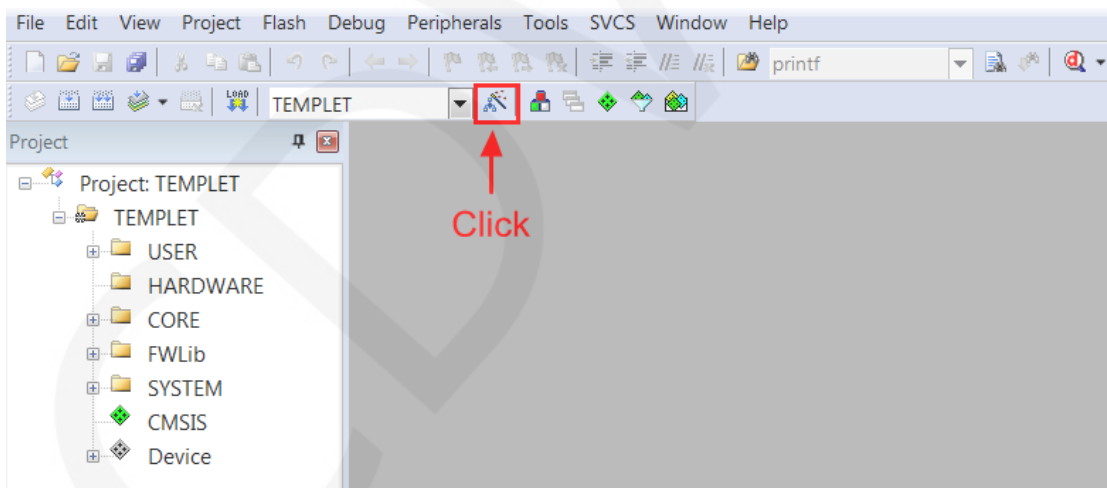 File Edit View Project Flash Debug Peripherals Tools SVCS Window Help
printf
LOAD TEMPLET
Project
Project: TEMPLET
TEMPLET
Click
USER
HARDWARE
CORE
FWLib
SYSTEM
CMSIS
Device